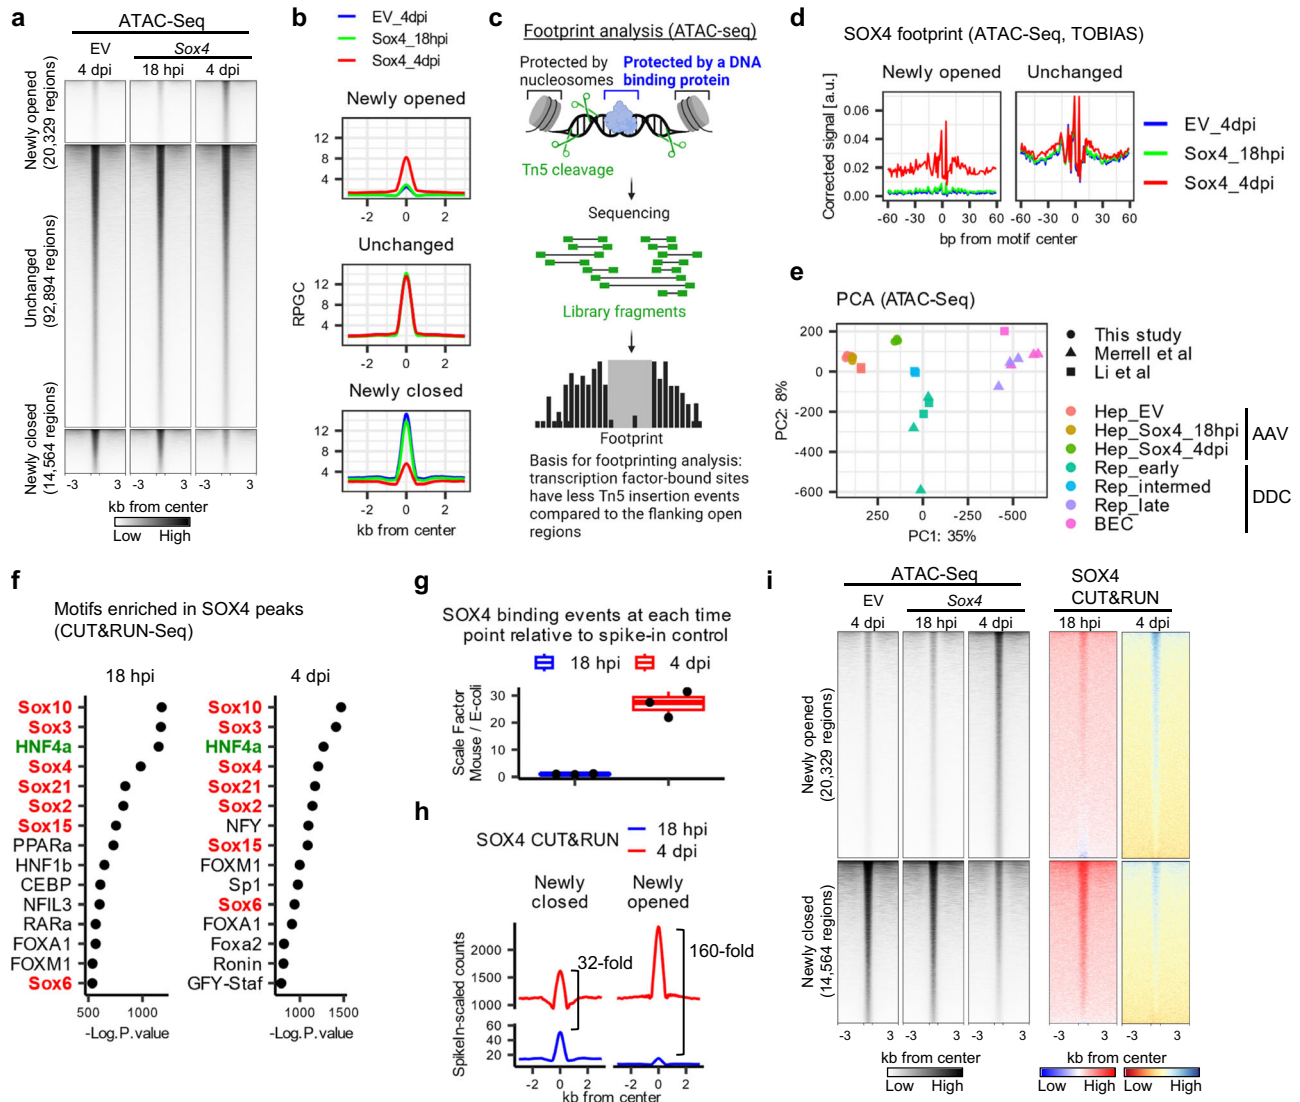 a
ATAC-Seq
EV
Sox4
4 dpi
18 hpi
4 dpi
Newly opened
(20,329 regions)
Unchanged
(92,894 regions)
Newly closed
(14,564 regions)
-3 3 -3 3 -3 3
kb from center
Low High
b
EV_4dpi
Sox4_18hpi
Sox4_4dpi
Newly opened
12
8
4
-2 0 2
Unchanged
12
8
4
-2 0 2
RPGC
Newly closed
12
8
4
-2 0 2
kb from center
c
Footprint analysis (ATAC-seq)
Protected by
nucleosomes
Protected by a DNA
binding protein
Tn5 cleavage
Sequencing
Library fragments
Footprint
Basis for footprinting analysis:
transcription factor-bound sites
have less Tn5 insertion events
compared to the flanking open
regions
d
SOX4 footprint (ATAC-Seq, TOBIAS)
Newly opened
Unchanged
Corrected signal [a.u.]
0.06
0.04
0.02
0.00
-60 -30 0 30 60
-60 -30 0 30 60
bp from motif center
EV_4dpi
Sox4_18hpi
Sox4_4dpi
e
PCA (ATAC-Seq)
PC2: 8%
200
0
-200
-400
-600
250 0 -250 -500
PC1: 35%
This study
Merrell et al
Li et al
Hep_EV
Hep_Sox4_18hpi
Hep_Sox4_4dpi
Rep_early
Rep_intermed
Rep_late
BEC
AAV
DDC
f
Motifs enriched in SOX4 peaks
(CUT&RUN-Seq)
18 hpi
Sox10
Sox3
HNF4a
Sox4
Sox21
Sox2
Sox15
PPARa
HNF1b
CEBP
NFIL3
RARa
FOXA1
FOXM1
Sox6
500 1000
-Log.P.value
4 dpi
Sox10
Sox3
HNF4a
Sox4
Sox21
Sox2
NFY
Sox15
FOXM1
Sp1
Sox6
FOXA1
Foxa2
Ronin
GFY-Staf
1000 1500
-Log.P.value
g
SOX4 binding events at each time
point relative to spike-in control
18 hpi
4 dpi
Scale Factor
Mouse / E-coli
30
20
10
0
h
SOX4 CUT&RUN
18 hpi
4 dpi
Newly
closed
Newly
opened
SpikeIn-scaled counts
2000
1500
1000
60
40
20
32-fold
160-fold
-2 0 2
-2 0 2
kb from center
i
ATAC-Seq
EV
Sox4
4 dpi
18 hpi
4 dpi
SOX4
CUT&RUN
18 hpi
4 dpi
Newly opened
(20,329 regions)
Newly closed
(14,564 regions)
-3 3 -3 3 -3 3
-3 3 -3 3
kb from center
Low High
kb from center
Low High
Low High